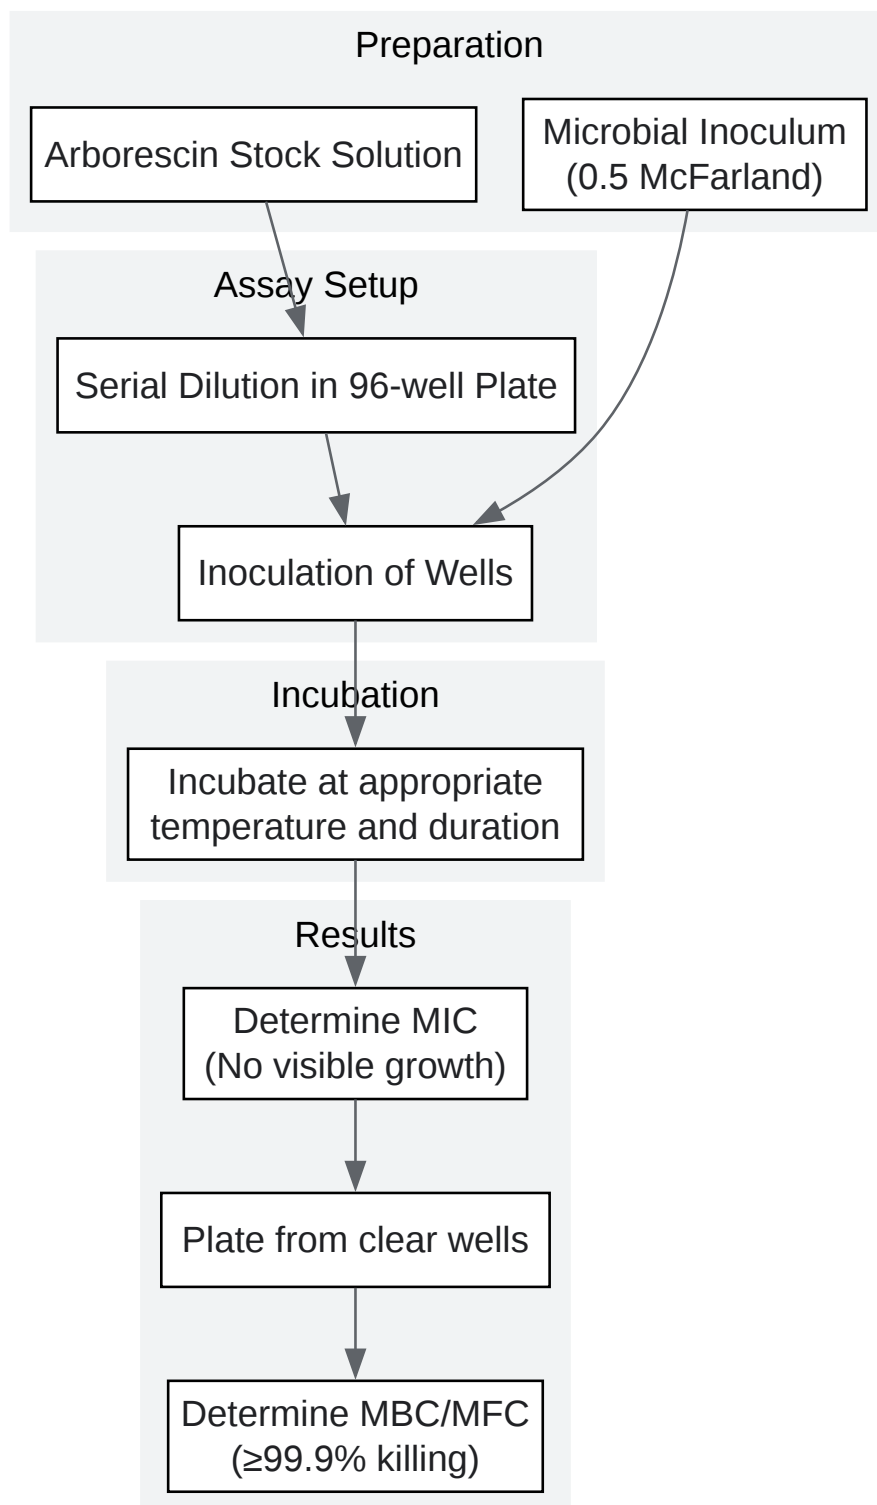 Preparation
Arborescin Stock Solution
Microbial Inoculum
(0.5 McFarland)
Assay Setup
Serial Dilution in 96-well Plate
Inoculation of Wells
Incubation
Incubate at appropriate
temperature and duration
Results
Determine MIC
(No visible growth)
Plate from clear wells
Determine MBC/MFC
(≥99.9% killing)